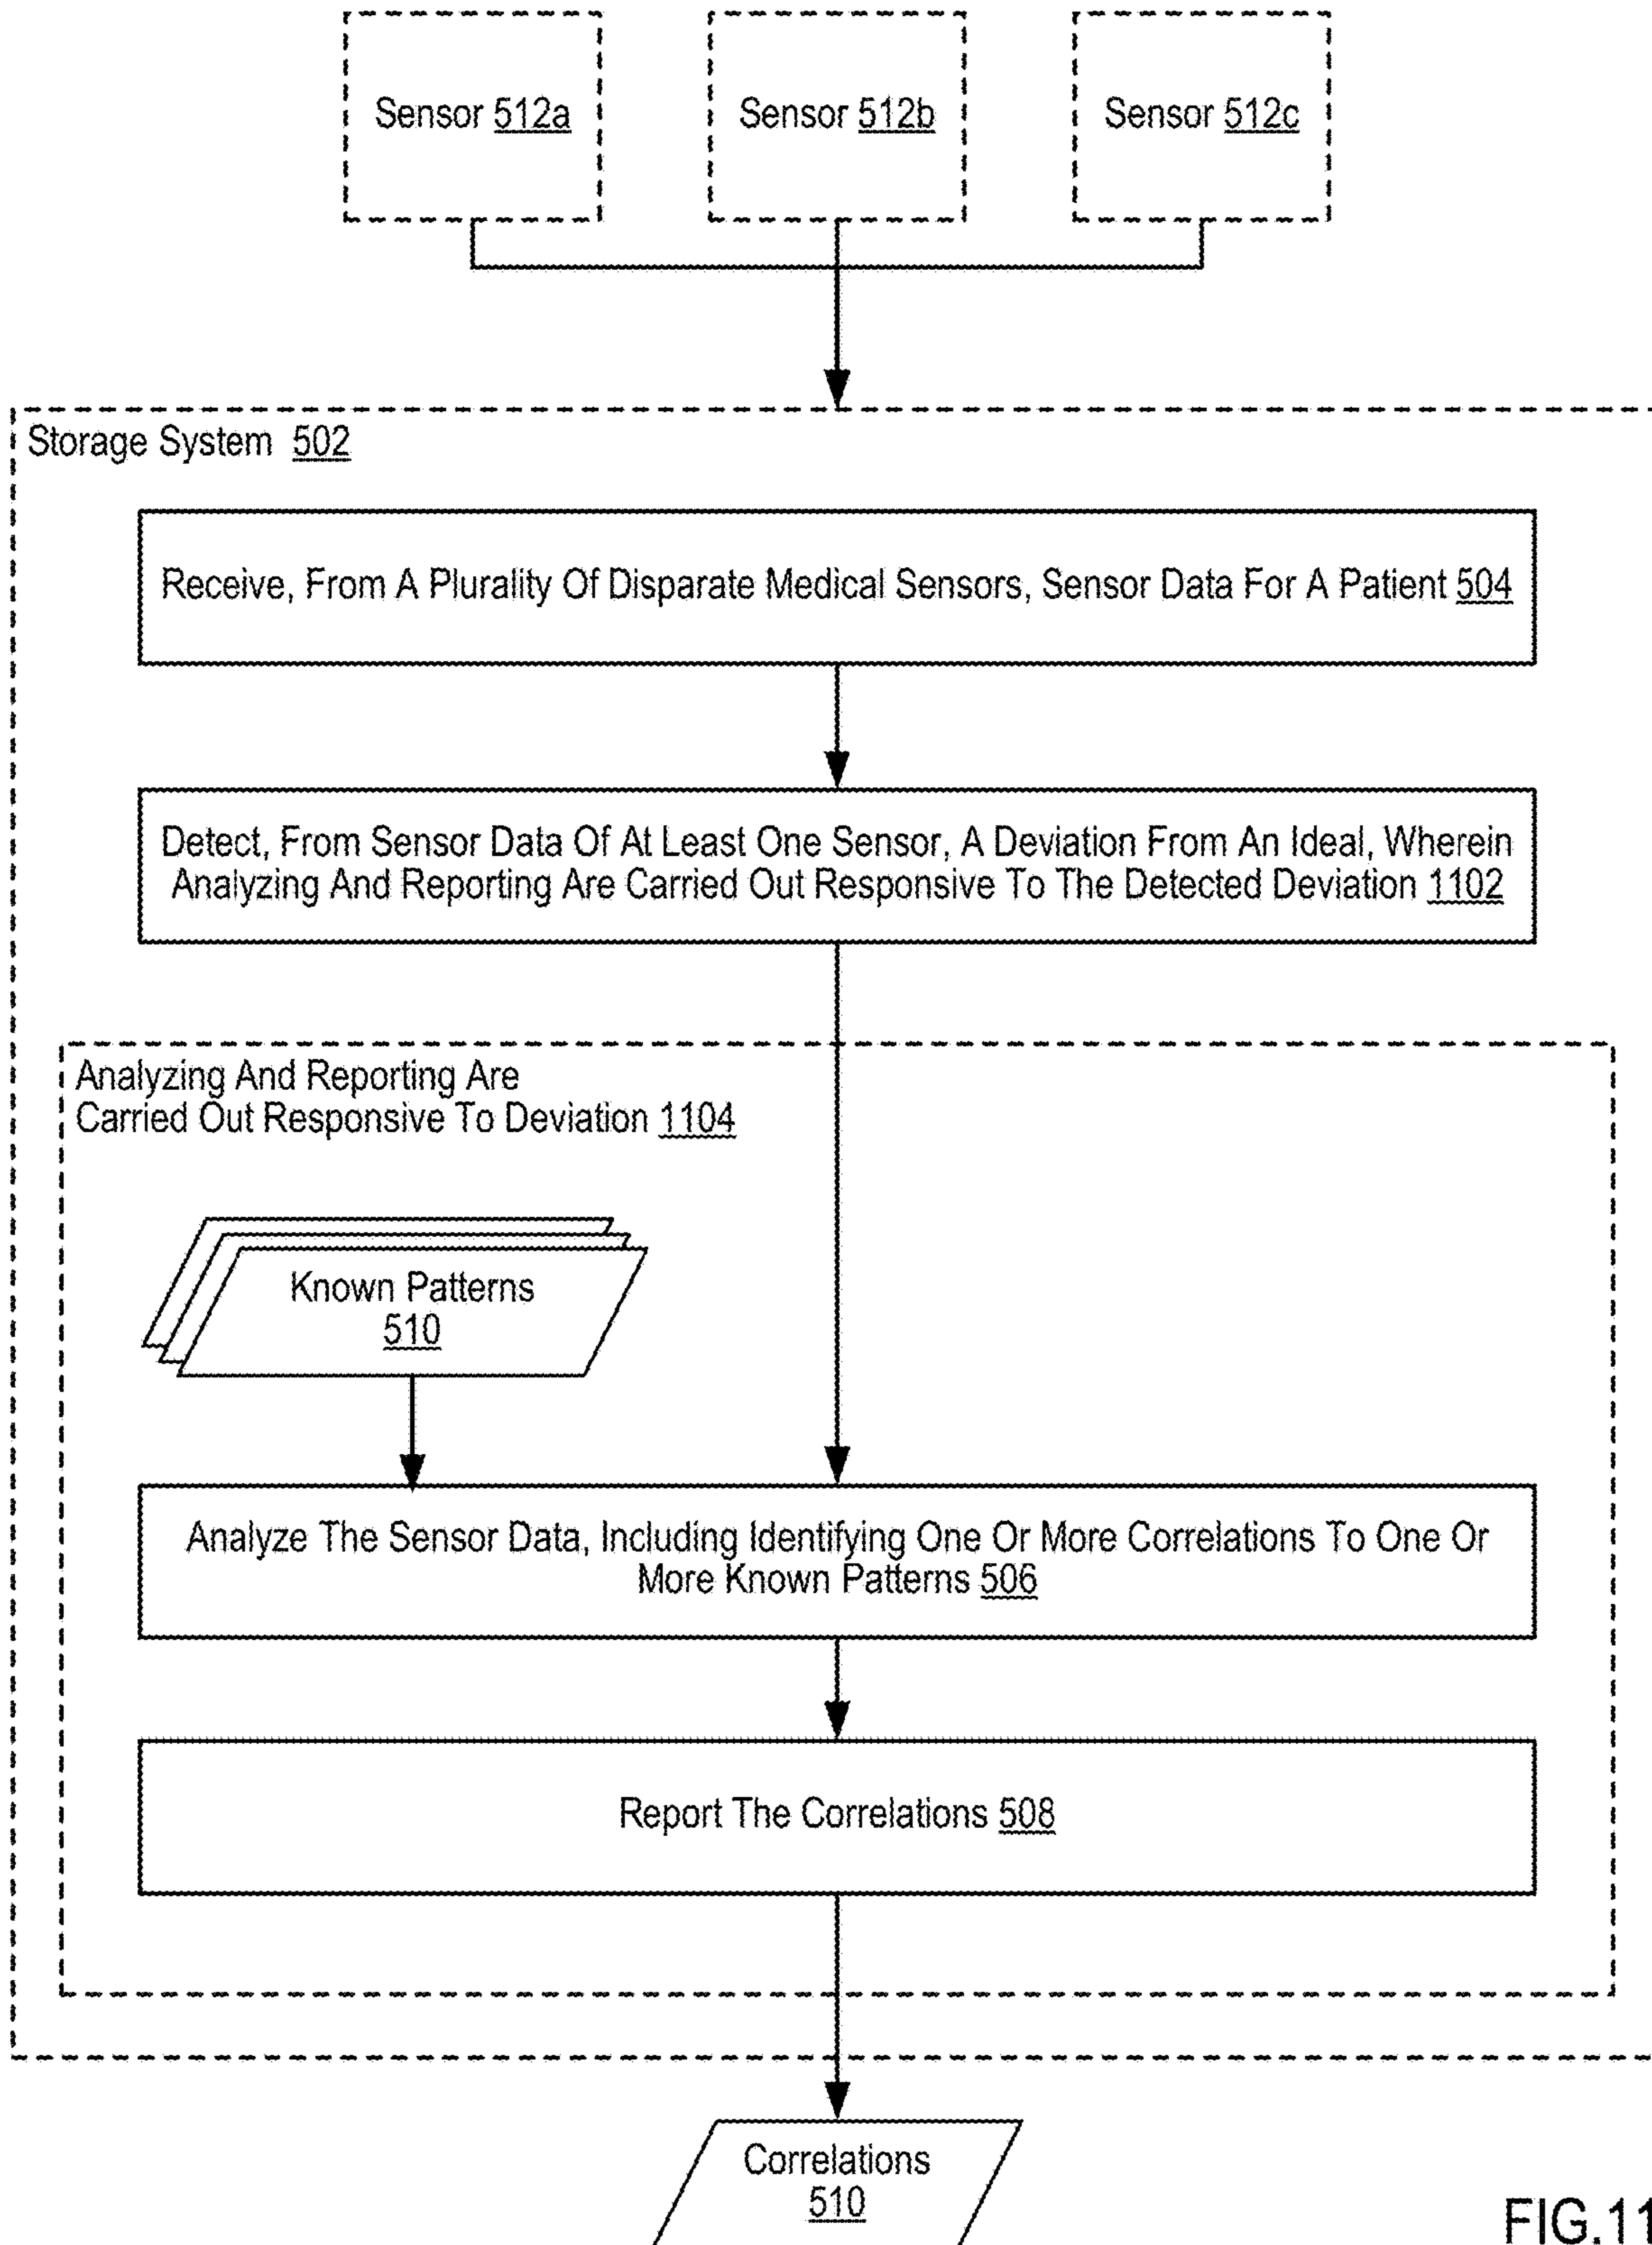 Sensor 512a
Sensor 512b
Sensor 512c
Storage System 502
Receive, From A Plurality Of Disparate Medical Sensors, Sensor Data For A Patient 504
Detect, From Sensor Data Of At Least One Sensor, A Deviation From An Ideal, Wherein
Analyzing And Reporting Are Carried Out Responsive To The Detected Deviation 1102
Analyzing And Reporting Are
Carried Out Responsive To Deviation 1104
Known Patterns
510
Analyze The Sensor Data, Including Identifying One Or More Correlations To One Or
More Known Patterns 506
Report The Correlations 508
Correlations
510
FIG.11